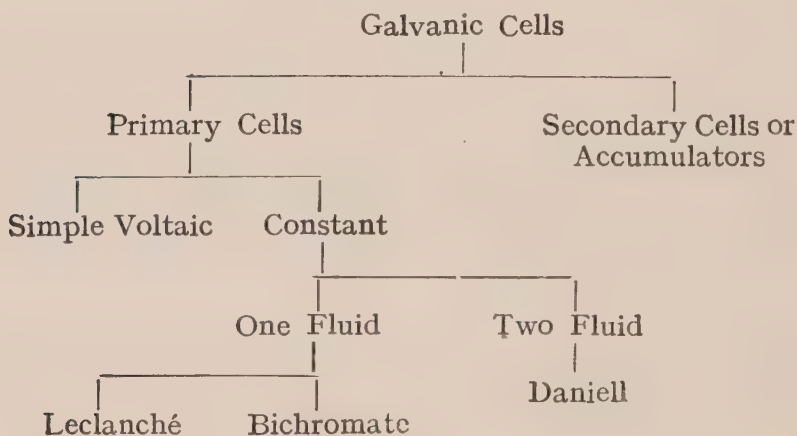 Galvanic Cells
Primary Cells
Secondary Cells or
Accumulators
Simple Voltaic
Constant
One Fluid
Two Fluid
Daniell
Leclanché
Bichromate